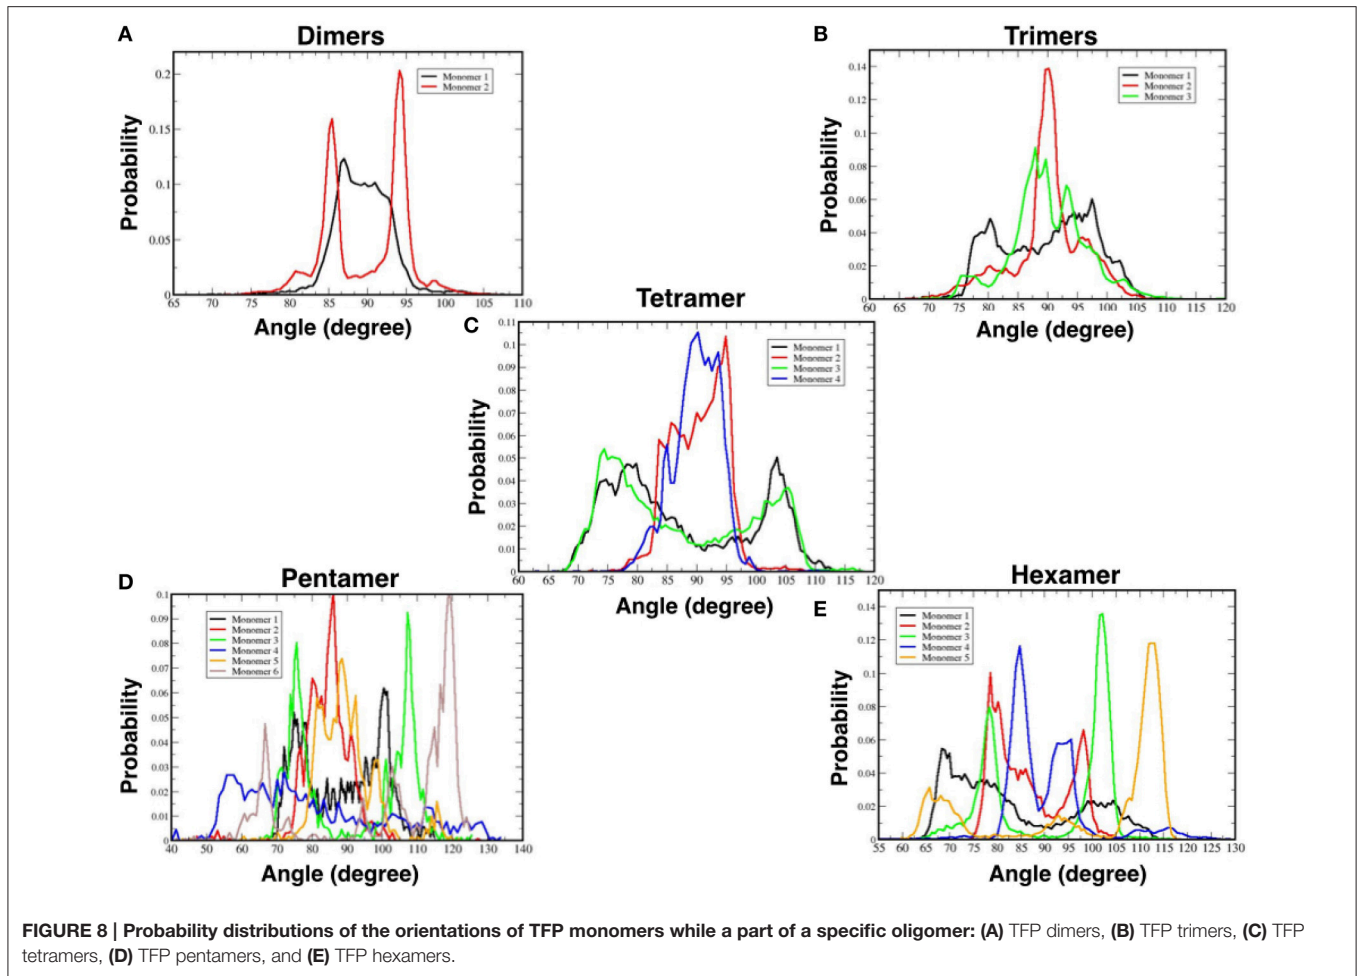 A
Dimers
Probability
0.2
0.15
0.1
0.05
0
Monomer 1
Monomer 2
65 70 75 80 85 90 95 100 105 110
Angle (degree)
B
Trimers
Probability
0.14
0.12
0.10
0.08
0.06
0.04
0.02
0
Monomer 1
Monomer 2
Monomer 3
60 65 70 75 80 85 90 95 100 105 110 115 120
Angle (degree)
C
Tetramer
Probability
0.11
0.1
0.09
0.08
0.07
0.06
0.05
0.04
0.03
0.02
0.01
0
Monomer 1
Monomer 2
Monomer 3
Monomer 4
60 65 70 75 80 85 90 95 100 105 110 115 120
Angle (degree)
D
Pentamer
Probability
0.1
0.09
0.08
0.07
0.06
0.05
0.04
0.03
0.02
0.01
0
Monomer 1
Monomer 2
Monomer 3
Monomer 4
Monomer 5
Monomer 6
40 50 60 70 80 90 100 110 120 130 140
Angle (degree)
E
Hexamer
Probability
0.14
0.12
0.10
0.08
0.06
0.04
0.02
0
Monomer 1
Monomer 2
Monomer 3
Monomer 4
Monomer 5
55 60 65 70 75 80 85 90 95 100 105 110 115 120 125 130
Angle (degree)
FIGURE 8 | Probability distributions of the orientations of TFP monomers while a part of a specific oligomer: (A) TFP dimers, (B) TFP trimers, (C) TFP
tetramers, (D) TFP pentamers, and (E) TFP hexamers.